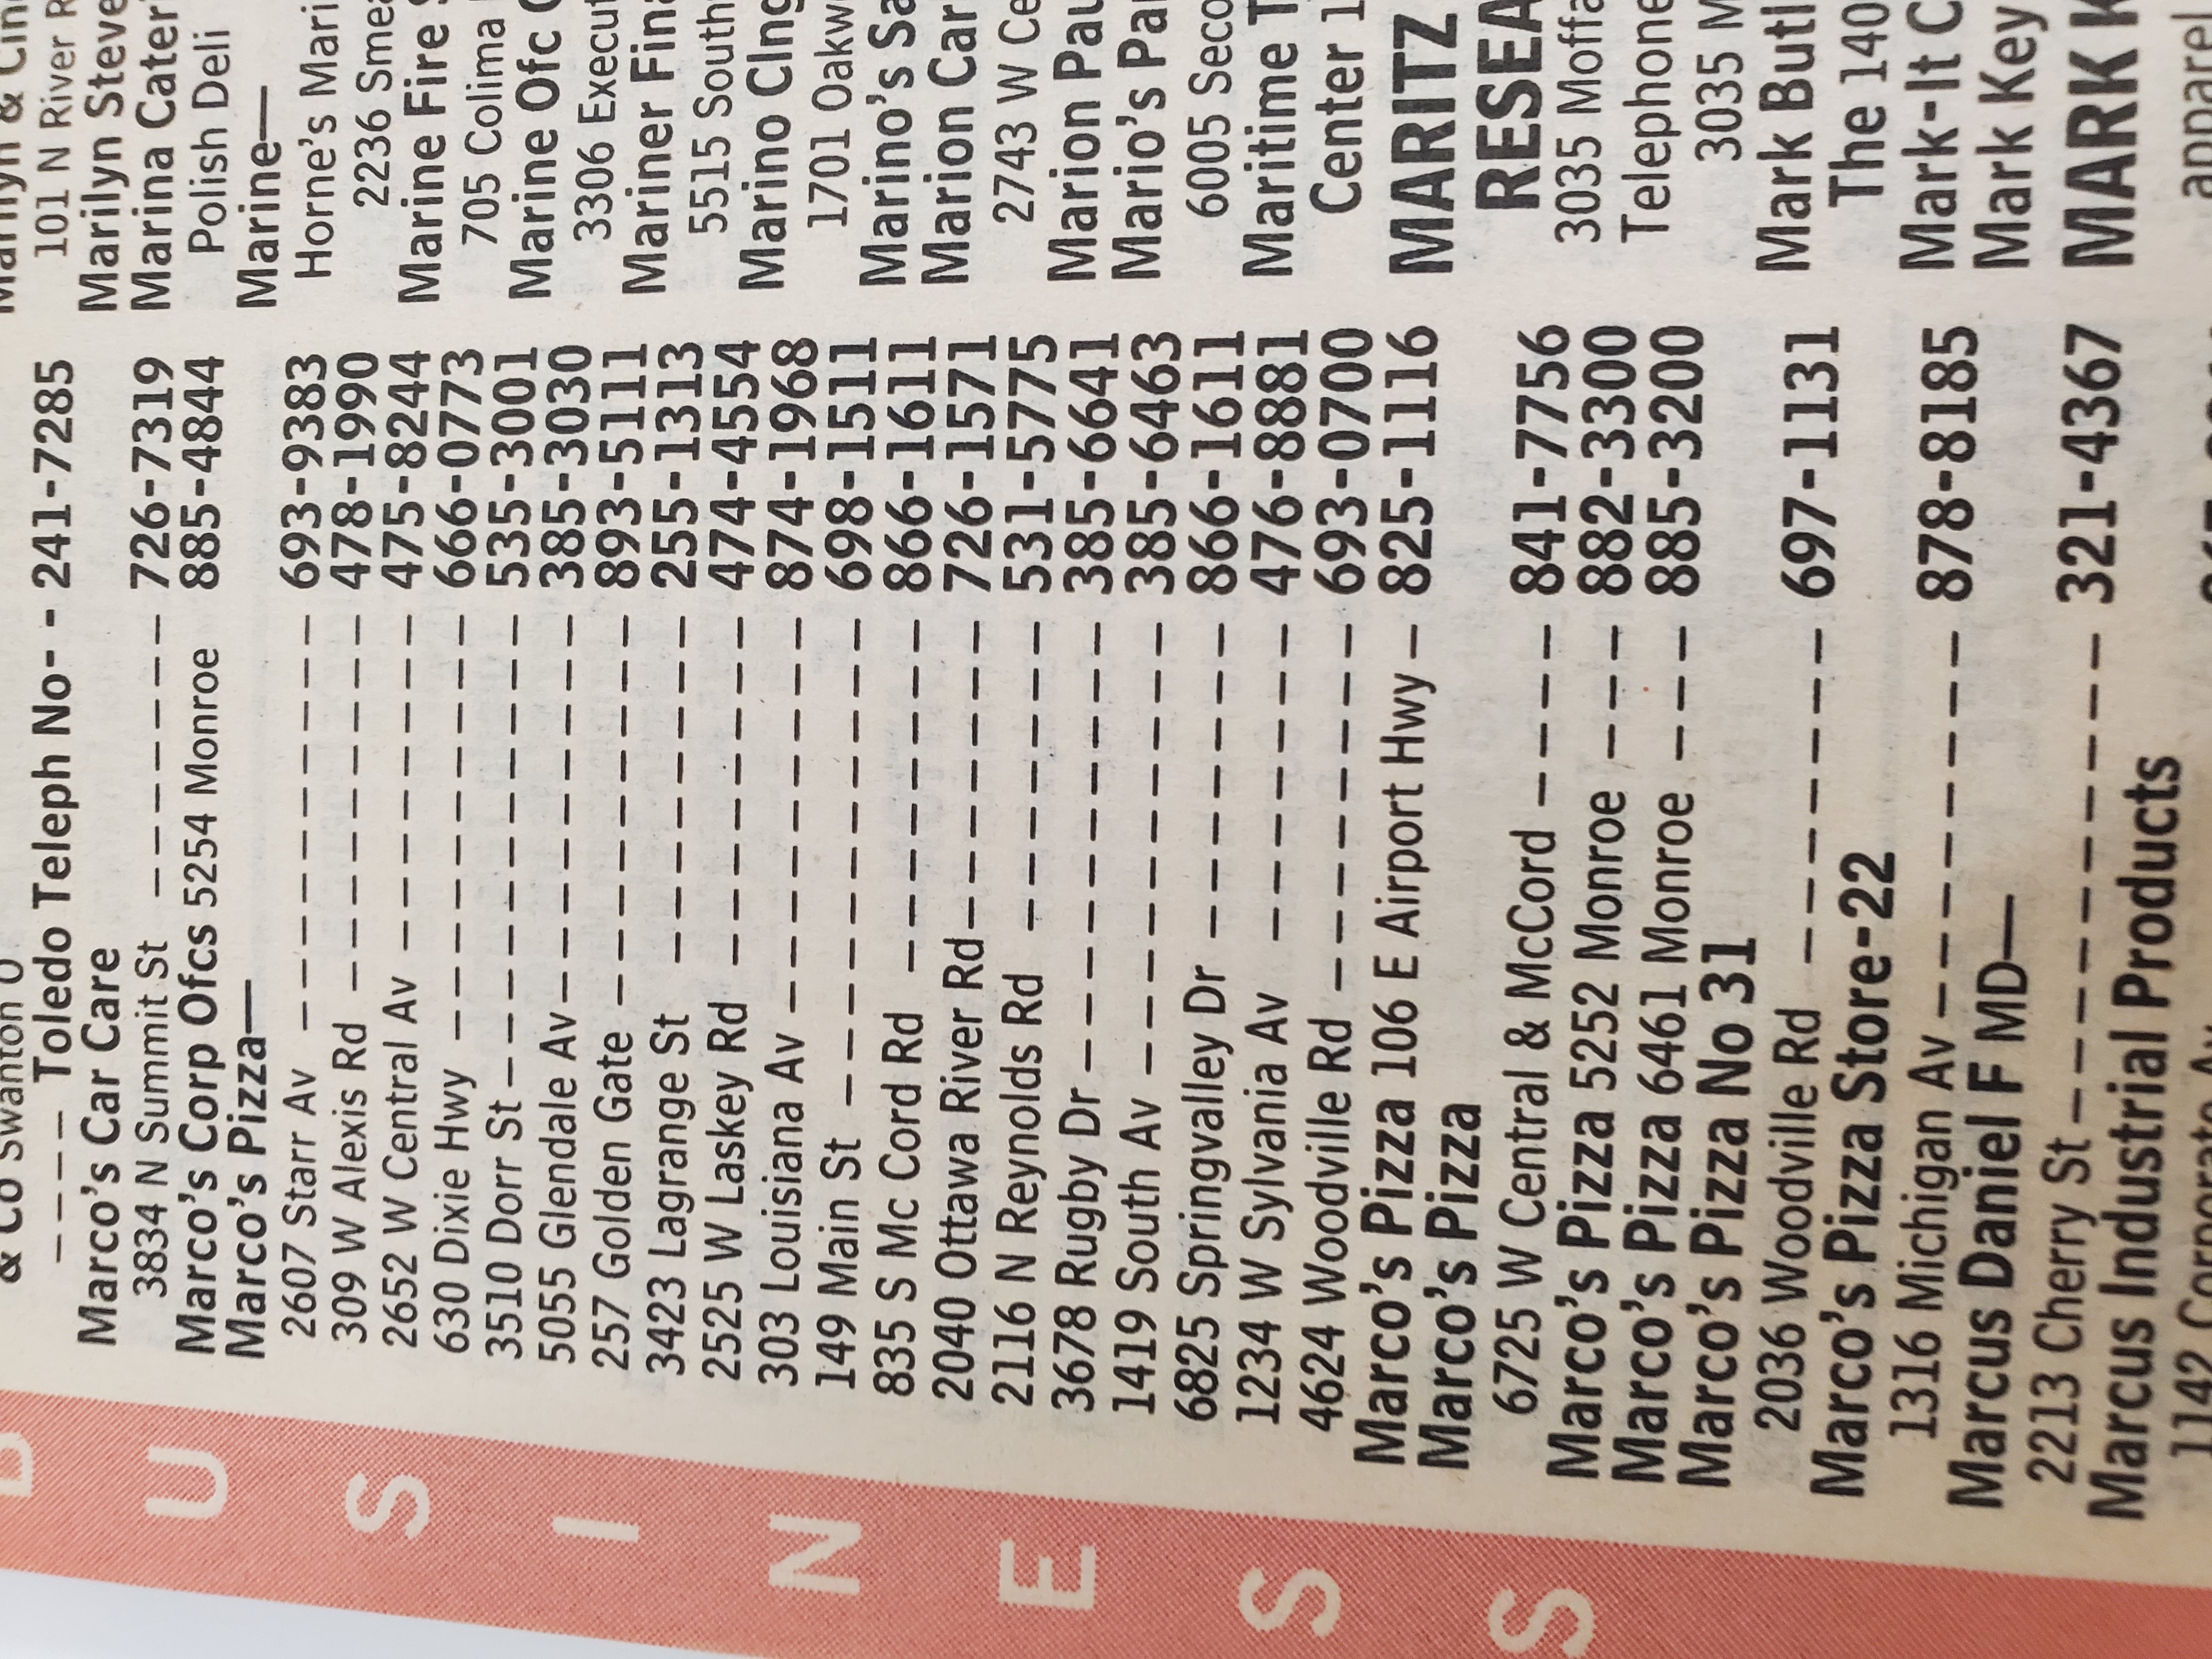 & Co Swanton O
---- Toledo Teleph No- - 241-7285
Marco's Car Care
3834 N Summit St -------- 726-7319
Marco's Corp Ofcs 5254 Monroe 885-4844
Marco's Pizza—
2607 Starr Av ------------ 693-9383
309 W Alexis Rd ----------- 478-1990
2652 W Central Av ---------- 475-8244
630 Dixie Hwy ------------ 666-0773
3510 Dorr St ------------- 535-3001
5055 Glendale Av----------- 385-3030
257 Golden Gate ----------- 893-5111
3423 Lagrange St ---------- 255-1313
2525 W Laskey Rd ---------- 474-4554
303 Louisiana Av ----------- 874-1968
149 Main St ------------- 698-1511
835 S Mc Cord Rd ---------- 866-1611
2040 Ottawa River Rd-------- 726-1571
2116 N Reynolds Rd -------- 531-5775
3678 Rugby Dr ------------ 385-6641
1419 South Av ------------ 385-6463
6825 Springvalley Dr -------- 866-1611
1234 W Sylvania Av -------- 476-8881
4624 Woodville Rd --------- 693-0700
Marco's Pizza 106 E Airport Hwy - 825-1116
Marco's Pizza
6725 W Central & McCord ----- 841-7756
Marco's Pizza 5252 Monroe --- 882-3300
Marco's Pizza 6461 Monroe --- 885-3200
Marco's Pizza No 31
2036 Woodville Rd -------- 697-1131
Marco's Pizza Store-22
1316 Michigan Av--------- 878-8185
Marcus Daniel F MD—
2213 Cherry St----------- 321-4367
Marcus Industrial Products
1142 Corporate Av
101 N River R
Marilyn Steve
Marina Cater
Polish Deli
Marine—
Horne's Mari
2236 Smea
Marine Fire
705 Colima
Marine Ofc
3306 Execut
Mariner Fina
5515 South
Marino Clng
1701 Oakw
Marino's Sa
Marion Car
2743 W Ce
Marion Pau
Mario's Pa
6005 Seco
Maritime T
Center 1
MARITZ
RESEA
3035 Moffa
Telephone
3035 M
Mark Butl
The 140
Mark-It C
Mark Key
MARK K
apparel
BUSINESS